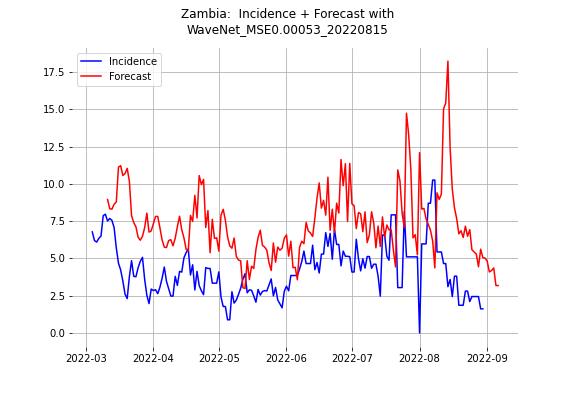 Zambia:  Incidence + Forecast with
WaveNet_MSE0.00053_20220815
Incidence
Forecast
17.5
15.0
12.5
10.0
7.5
5.0
2.5
0.0
2022-03 2022-04 2022-05 2022-06 2022-07 2022-08 2022-09